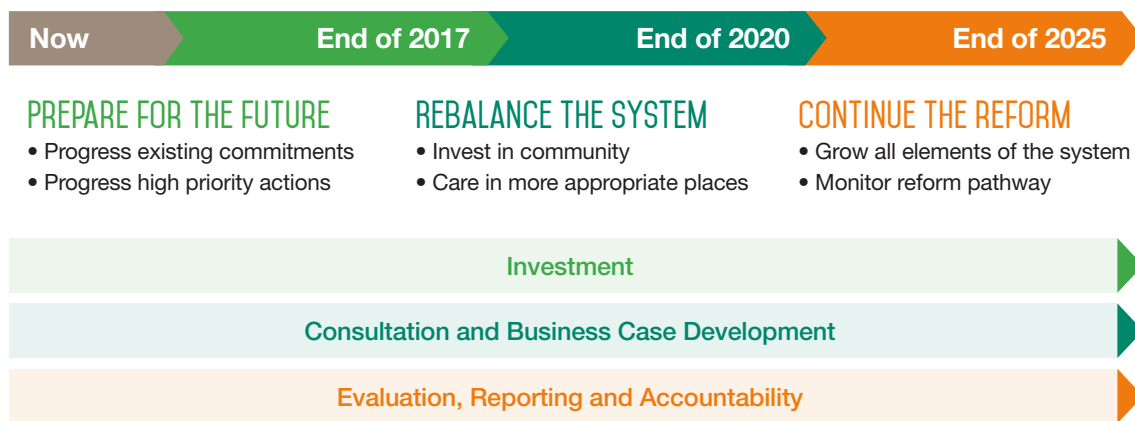 Now
End of 2017
End of 2020
End of 2025
PREPARE FOR THE FUTURE
• Progress existing commitments
• Progress high priority actions
REBALANCE THE SYSTEM
• Invest in community
• Care in more appropriate places
CONTINUE THE REFORM
• Grow all elements of the system
• Monitor reform pathway
Investment
Consultation and Business Case Development
Evaluation, Reporting and Accountability